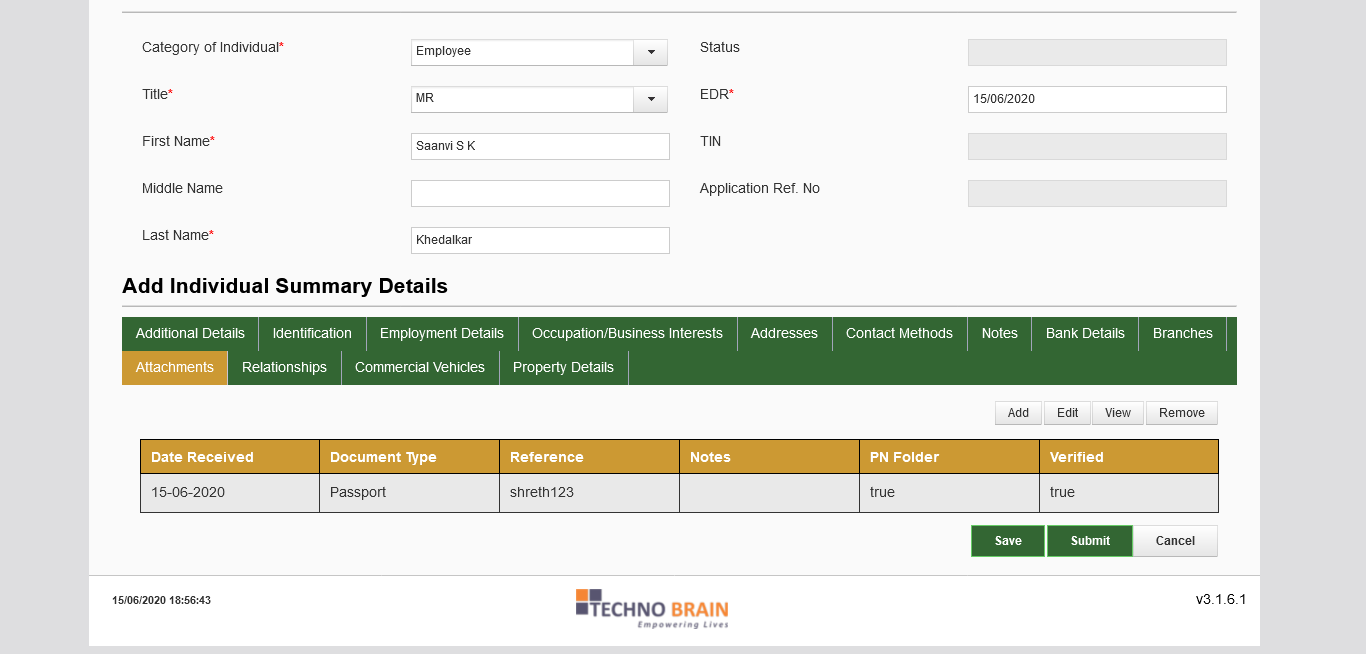 Category of Individual* Employee Status
Title* MR EDR* 15/06/2020
First Name* Saanvi S K TIN
Middle Name Application Ref. No
Last Name* Khedalkar
Add Individual Summary Details
Additional Details Identification Employment Details Occupation/Business Interests Addresses Contact Methods Notes Bank Details Branches
Attachments Relationships Commercial Vehicles Property Details
Add Edit View Remove
Date Received Document Type Reference Notes PN Folder Verified
15-06-2020 Passport shreth123 true true
Save Submit Cancel
15/06/2020 18:56:43 TECHNO BRAIN v3.1.6.1
Empowering Lives